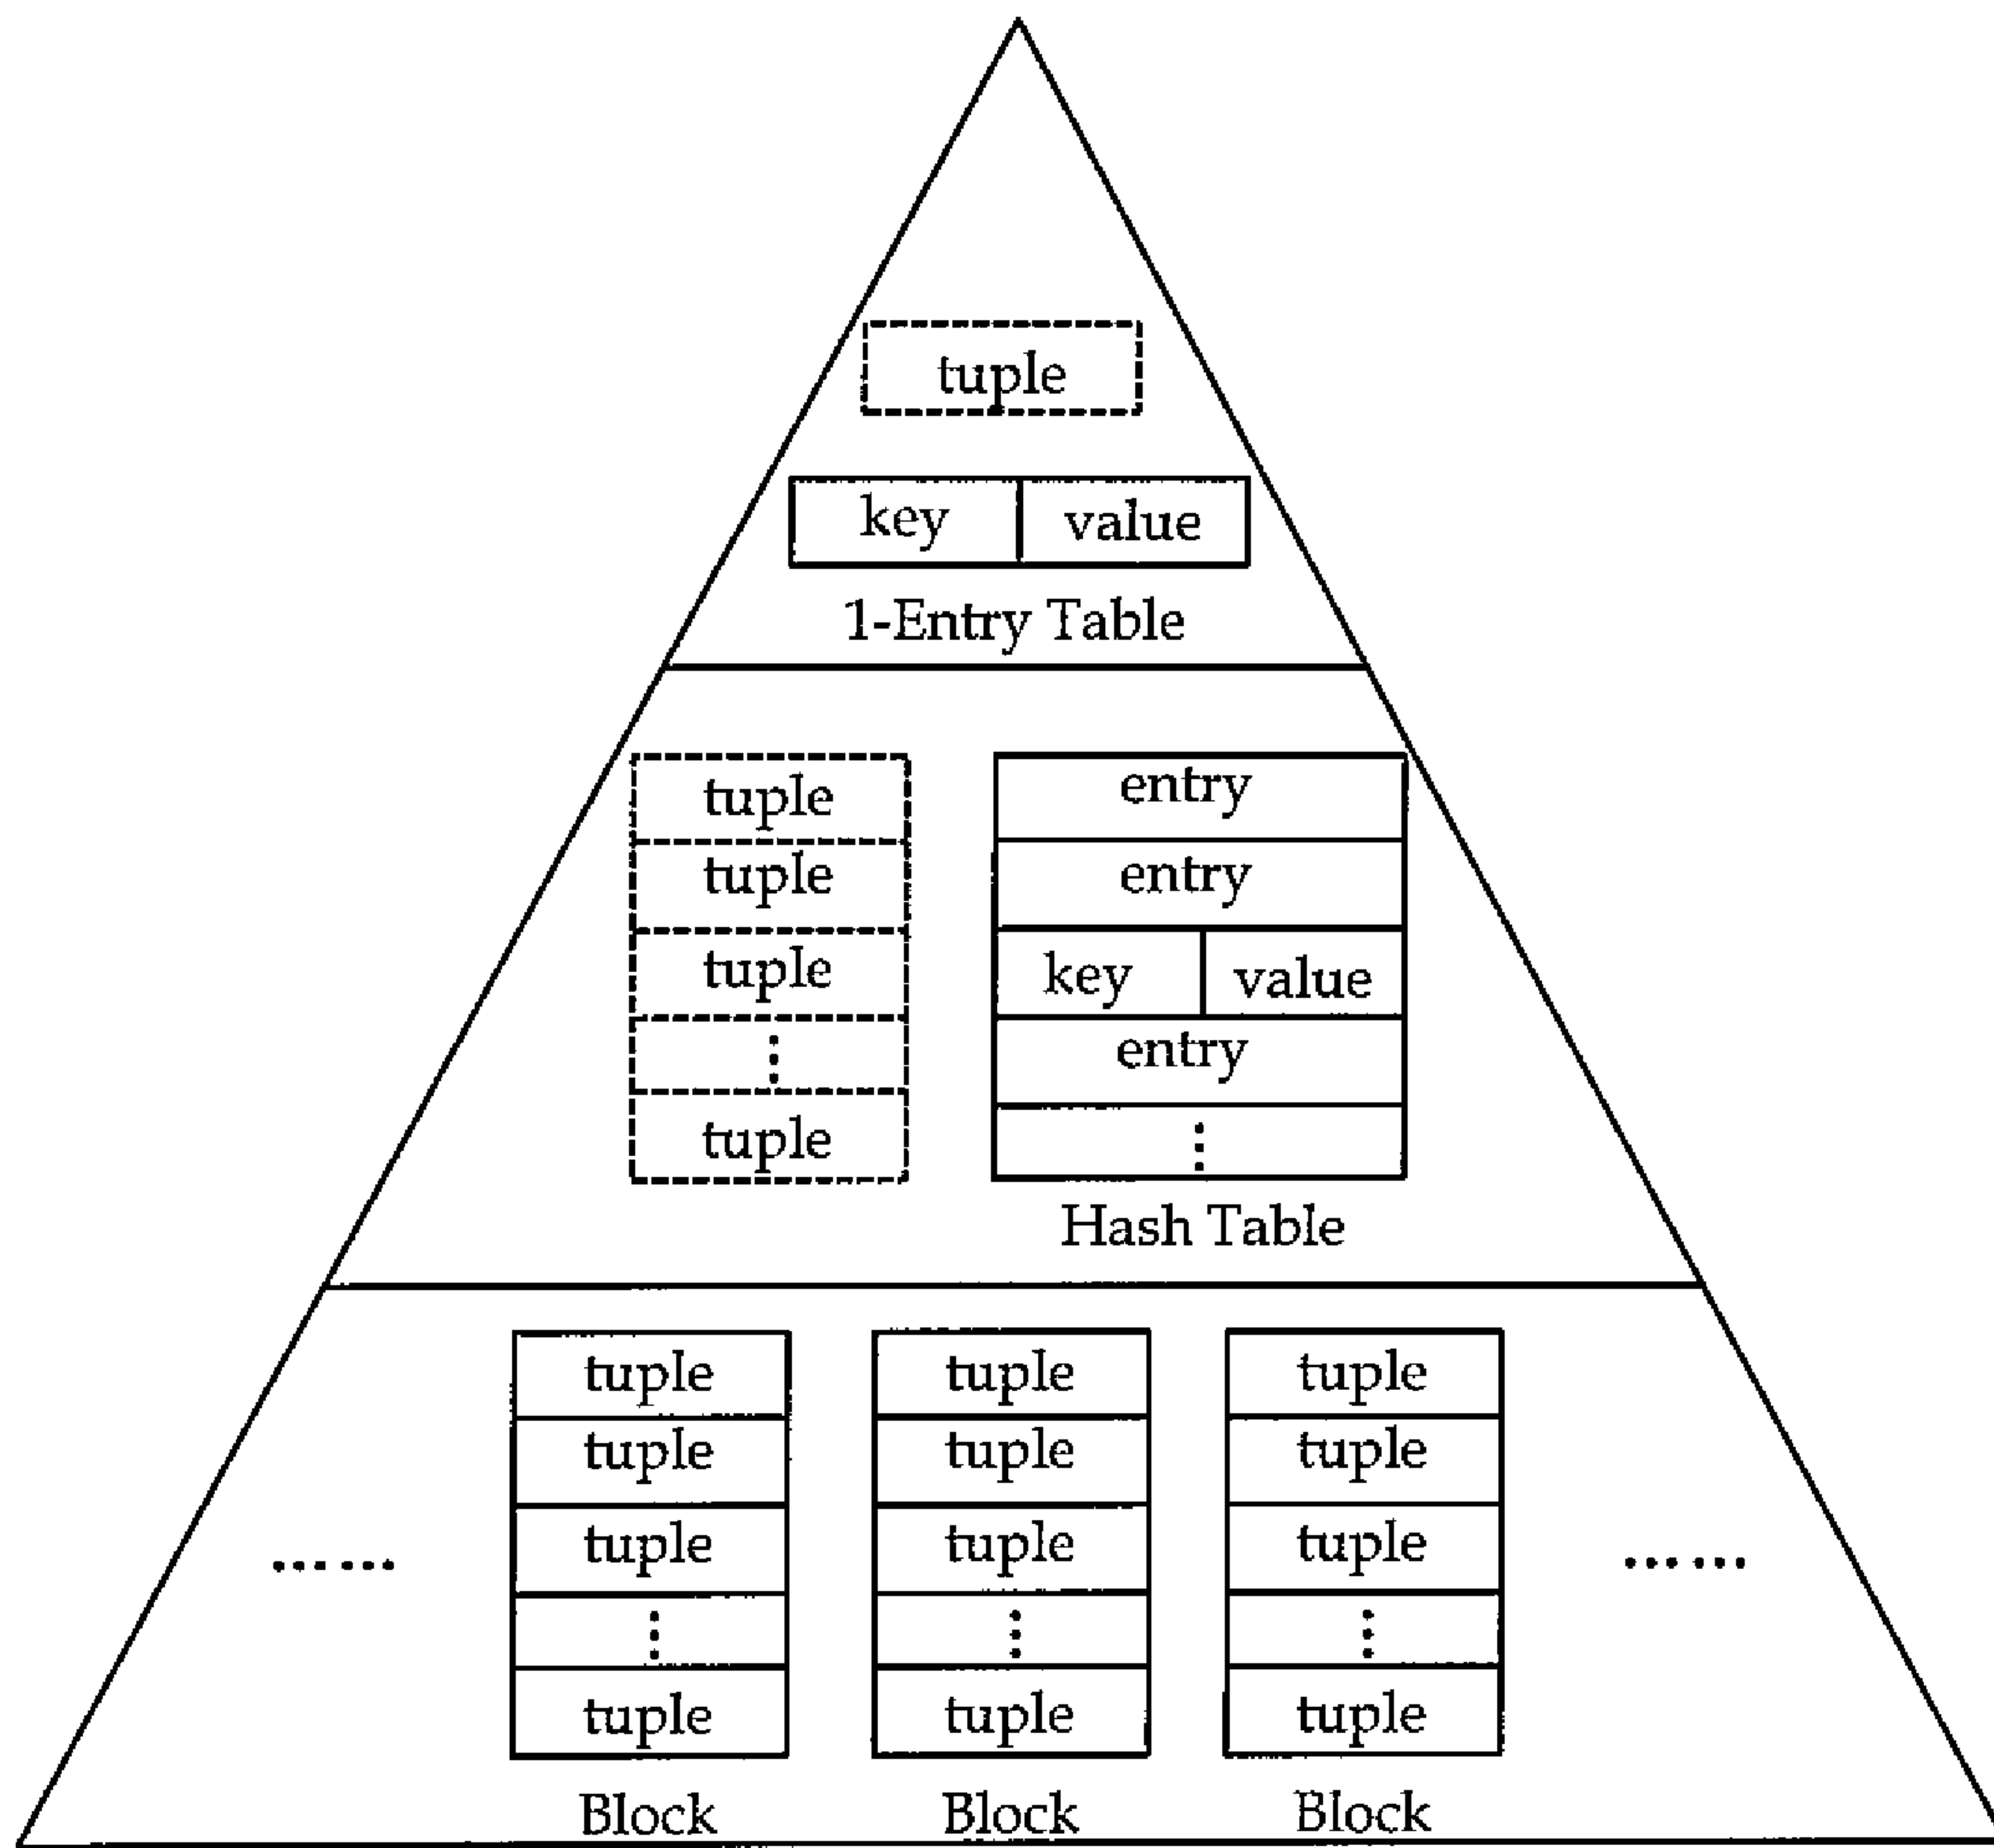 tuple
key value
1-Entry Table
tuple entry
tuple entry
tuple key value
⋮ entry
tuple ⋮
Hash Table
tuple tuple tuple
tuple tuple tuple
...... tuple tuple tuple ......
⋮ ⋮ ⋮
tuple tuple tuple
Block Block Block